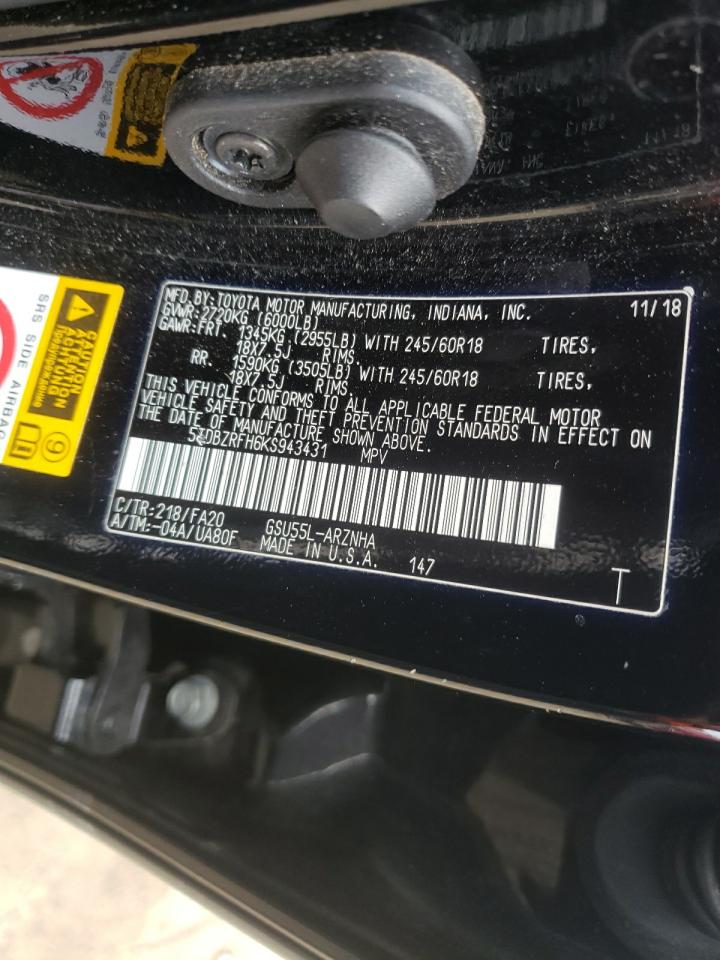 SRS SIDE AIRBAG
CAUTION
ATTENTION
MFD.BY:TOYOTA MOTOR MANUFACTURING, INDIANA, INC. 11/18
GVWR:2720KG (6000LB)
GAWR:FRT 1345KG (2955LB) WITH 245/60R18 TIRES,
18X7.5J RIMS.
RR 1590KG (3505LB) WITH 245/60R18 TIRES,
18X7.5J RIMS.
THIS VEHICLE CONFORMS TO ALL APPLICABLE FEDERAL MOTOR
VEHICLE SAFETY AND THEFT PREVENTION STANDARDS IN EFFECT ON
THE DATE OF MANUFACTURE SHOWN ABOVE.
5TDBZRFH6KS943431 MPV
C/TR:218/FA20 GSU55L-ARZNHA
A/TM:-04A/UA80F MADE IN U.S.A. 147
T